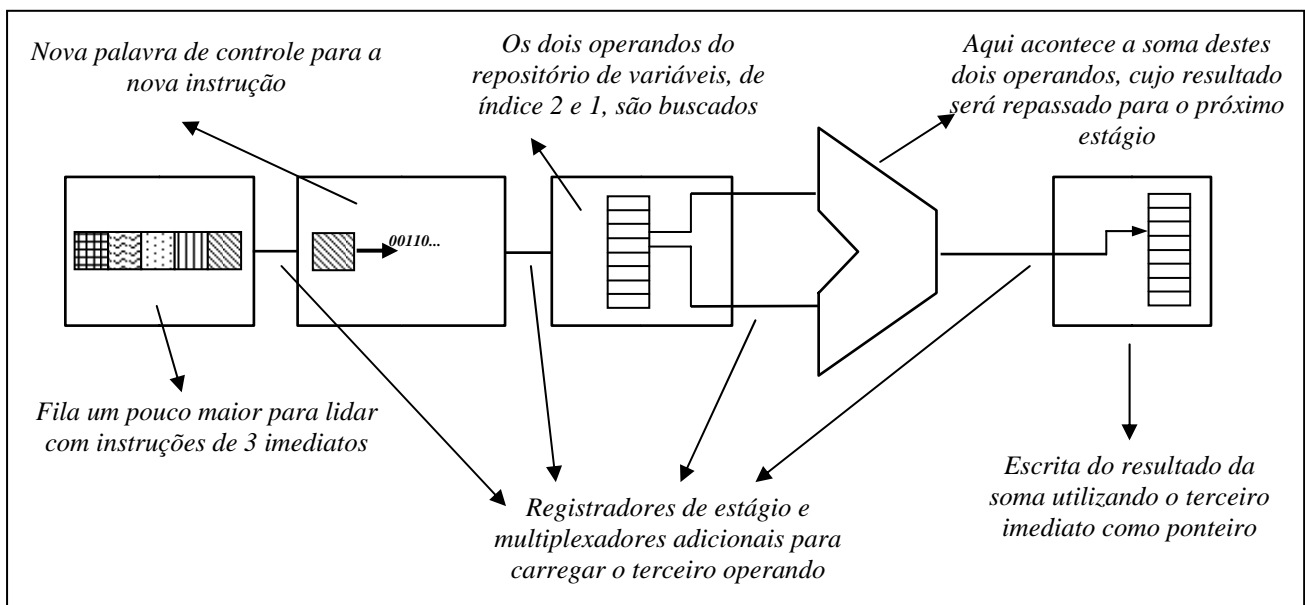 Nova palavra de controle para a
nova instrução
Os dois operandos do
repositório de variáveis, de
índice 2 e 1, são buscados
Aqui acontece a soma destes
dois operandos, cujo resultado
será repassado para o próximo
estágio
00110...
Fila um pouco maior para lidar
com instruções de 3 imediatos
Registradores de estágio e
multiplexadores adicionais para
carregar o terceiro operando
Escrita do resultado da
soma utilizando o terceiro
imediato como ponteiro